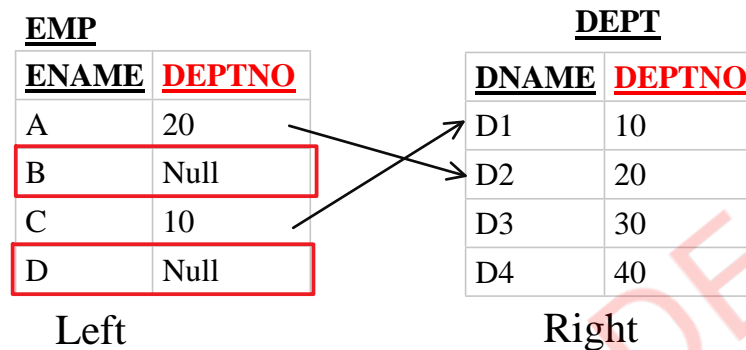 EMP
ENAME DEPTNO
A 20
B Null
C 10
D Null
Left
DEPT
DNAME DEPTNO
D1 10
D2 20
D3 30
D4 40
Right
DE